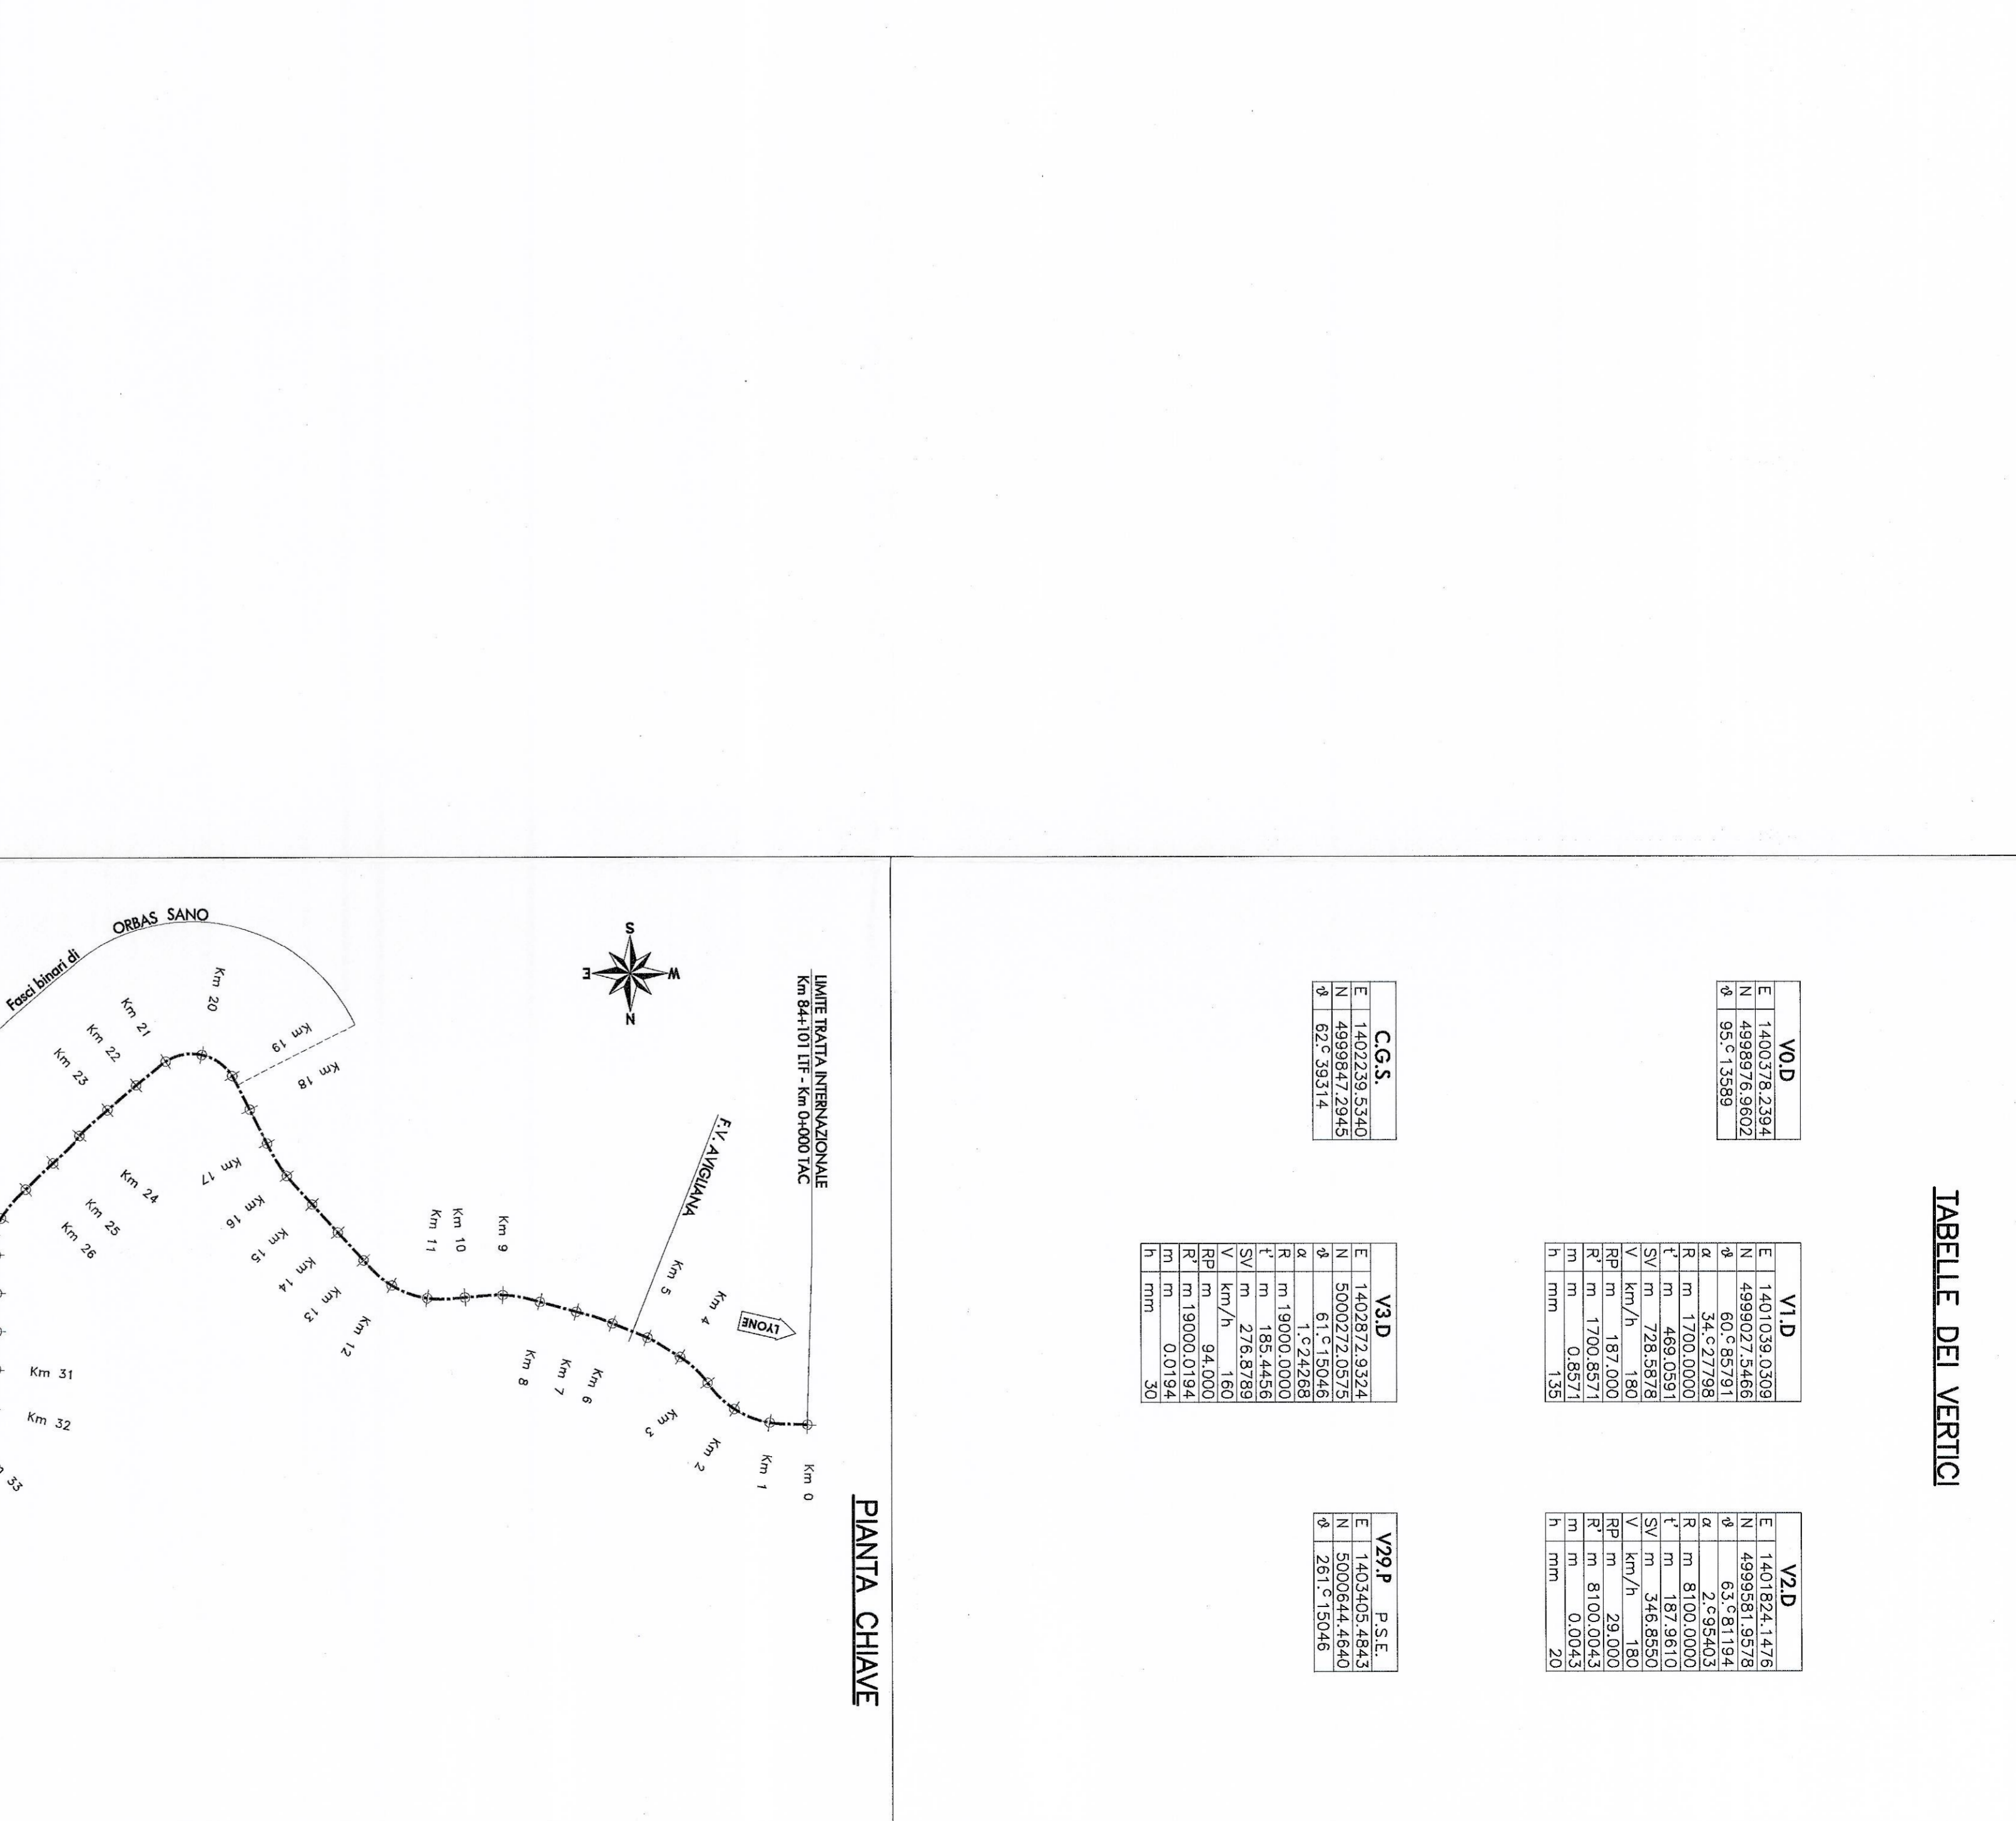 TABELLE DEI VERTICI
V0.D
E 1400378.2394
N 4998976.9602
ϑ 95.ᶜ13589
V1.D
E 1401039.0309
N 4999027.5466
ϑ 60.ᶜ85791
α 34.ᶜ27798
R m 1700.0000
t' m 469.0591
SV m 728.5878
V km/h 180
RP m 187.000
R' m 1700.8571
m m 0.8571
h mm 135
V2.D
E 1401824.1476
N 4999581.9578
ϑ 63.ᶜ81194
α 2.ᶜ95403
R m 8100.0000
t' m 187.9610
SV m 346.8550
V km/h 180
RP m 29.000
R' m 8100.0043
m m 0.0043
h mm 20
C.G.S.
E 1402239.5340
N 4999847.2945
ϑ 62.ᶜ39314
V3.D
E 1402872.9324
N 5000272.0575
ϑ 61.ᶜ15046
α 1.ᶜ24268
R m 19000.0000
t' m 185.4456
SV m 276.8789
V km/h 160
RP m 94.000
R' m 19000.0194
m m 0.0194
h mm 30
V29.P P.S.E.
E 1403405.4843
N 5000644.4640
ϑ 261.ᶜ15046
PIANTA CHIAVE
LIMITE TRATTA INTERNAZIONALE
Km 84+101 LTF - Km 0+000 TAC
S
W
E
N
LYONE
F.V. AVIGLIANA
Km 0
Km 1
Km 2
Km 3
Km 4
Km 5
Km 6
Km 7
Km 8
Km 9
Km 10
Km 11
Km 12
Km 13
Km 14
Km 15
Km 16
Km 17
Km 18
Km 19
Km 20
Km 21
Km 22
Km 23
Km 24
Km 25
Km 26
Km 31
Km 32
33
Fasci binari di
ORBAS SANO